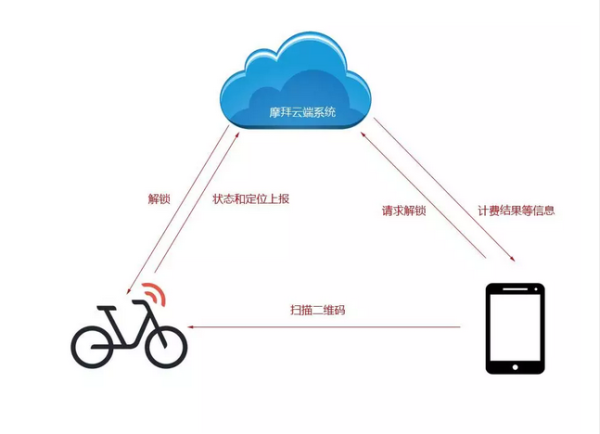 摩拜云端系统
解锁
状态和定位上报
请求解锁
计费结果等信息
扫描二维码